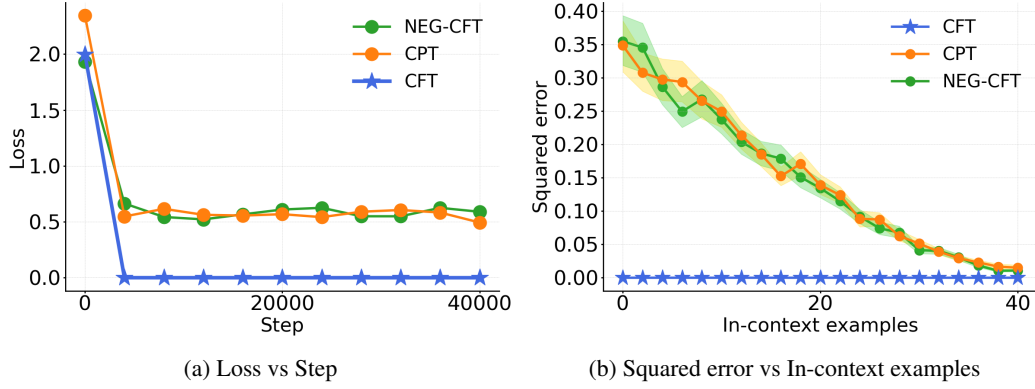 NEG-CFT
CPT
CFT
2.0
1.5
1.0
0.5
0.0
Loss
0
20000
40000
Step
(a) Loss vs Step
CFT
CPT
NEG-CFT
0.40
0.35
0.30
0.25
0.20
0.15
0.10
0.05
0.00
Squared error
0
20
40
In-context examples
(b) Squared error vs In-context examples